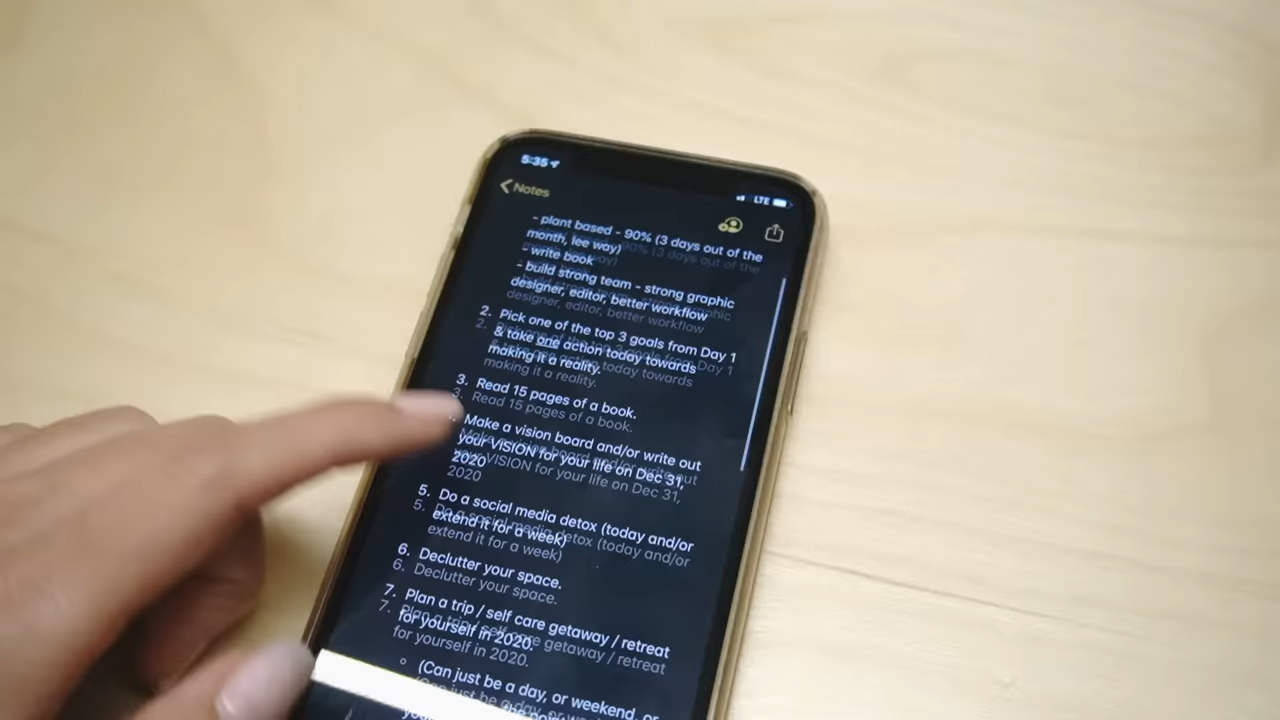 5:35
LTE
Notes
- plant based - 90% (3 days out of the
month, lee way)
- write book
- build strong team - strong graphic
designer, editor, better workflow
2. Pick one of the top 3 goals from Day 1
& take one action today towards
making it a reality.
3. Read 15 pages of a book.
Make a vision board and/or write out
your VISION for your life on Dec 31,
2020
5. Do a social media detox (today and/or
extend it for a week)
6. Declutter your space.
7. Plan a trip / self care getaway / retreat
for yourself in 2020.
(Can just be a day, or weekend, or